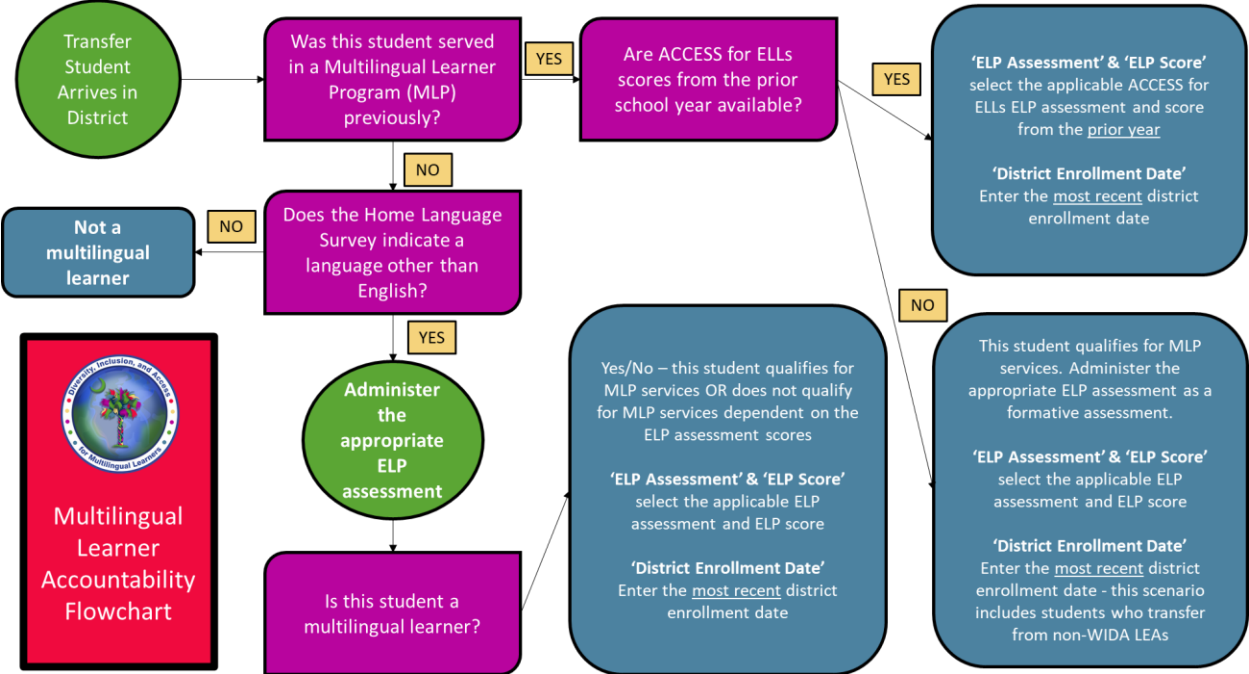 Transfer
Student
Arrives in
District
Was this student served
in a Multilingual Learner
Program (MLP)
previously?
YES
Are ACCESS for ELLs
scores from the prior
school year available?
YES
‘ELP Assessment’ & ‘ELP Score’
select the applicable ACCESS for
ELLs ELP assessment and score
from the prior year
‘District Enrollment Date’
Enter the most recent district
enrollment date
NO
Does the Home Language
Survey indicate a
language other than
English?
NO
Not a
multilingual
learner
YES
Administer
the
appropriate
ELP
assessment
Is this student a
multilingual learner?
Yes/No – this student qualifies for
MLP services OR does not qualify
for MLP services dependent on the
ELP assessment scores
‘ELP Assessment’ & ‘ELP Score’
select the applicable ELP
assessment and ELP score
‘District Enrollment Date’
Enter the most recent district
enrollment date
NO
This student qualifies for MLP
services. Administer the
appropriate ELP assessment as a
formative assessment.
‘ELP Assessment’ & ‘ELP Score’
select the applicable ELP
assessment and ELP score
‘District Enrollment Date’
Enter the most recent district
enrollment date - this scenario
includes students who transfer
from non-WIDA LEAs
Diversity, Inclusion, and Access
for Multilingual Learners
Multilingual
Learner
Accountability
Flowchart